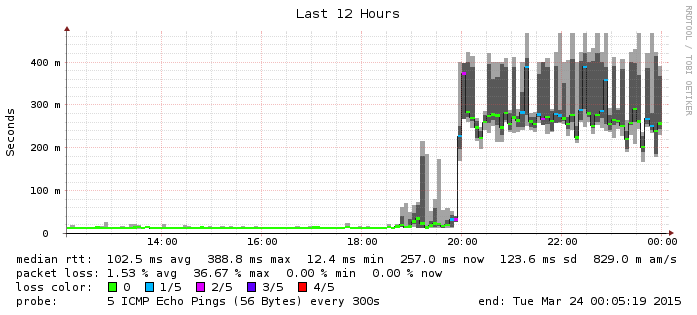 Last 12 Hours
RRDTOOL / TOBI OETIKER
Seconds
400 m
300 m
200 m
100 m
0
14:00 16:00 18:00 20:00 22:00 00:00
median rtt: 102.5 ms avg 388.8 ms max 12.4 ms min 257.0 ms now 123.6 ms sd 829.0 m am/s
packet loss: 1.53 % avg 36.67 % max 0.00 % min 0.00 % now
loss color: 0 1/5 2/5 3/5 4/5
probe: 5 ICMP Echo Pings (56 Bytes) every 300s end: Tue Mar 24 00:05:19 2015